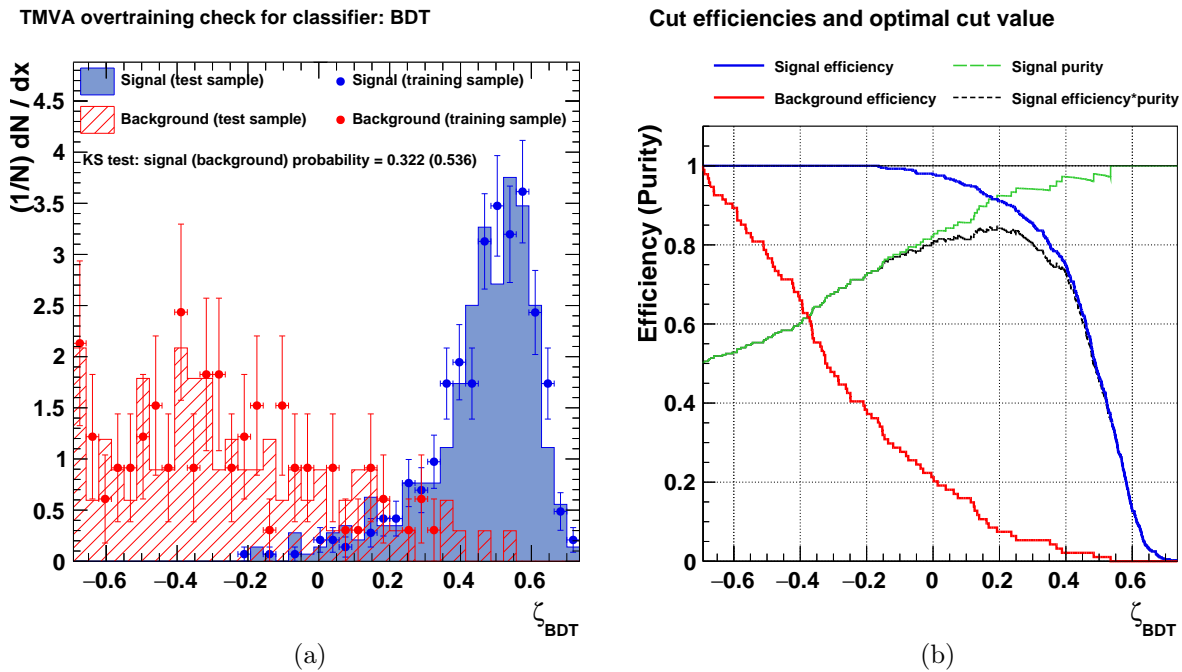 TMVA overtraining check for classifier: BDT
(1/N) dN / dx
Signal (test sample)
Signal (training sample)
Background (test sample)
Background (training sample)
KS test: signal (background) probability = 0.322 (0.536)
4.5
4
3.5
3
2.5
2
1.5
1
0.5
0
−0.6 −0.4 −0.2 0 0.2 0.4 0.6
ζBDT
(a)
Cut efficiencies and optimal cut value
Signal efficiency
Signal purity
Background efficiency
Signal efficiency*purity
Efficiency (Purity)
1
0.8
0.6
0.4
0.2
0
−0.6 −0.4 −0.2 0 0.2 0.4 0.6
ζBDT
(b)